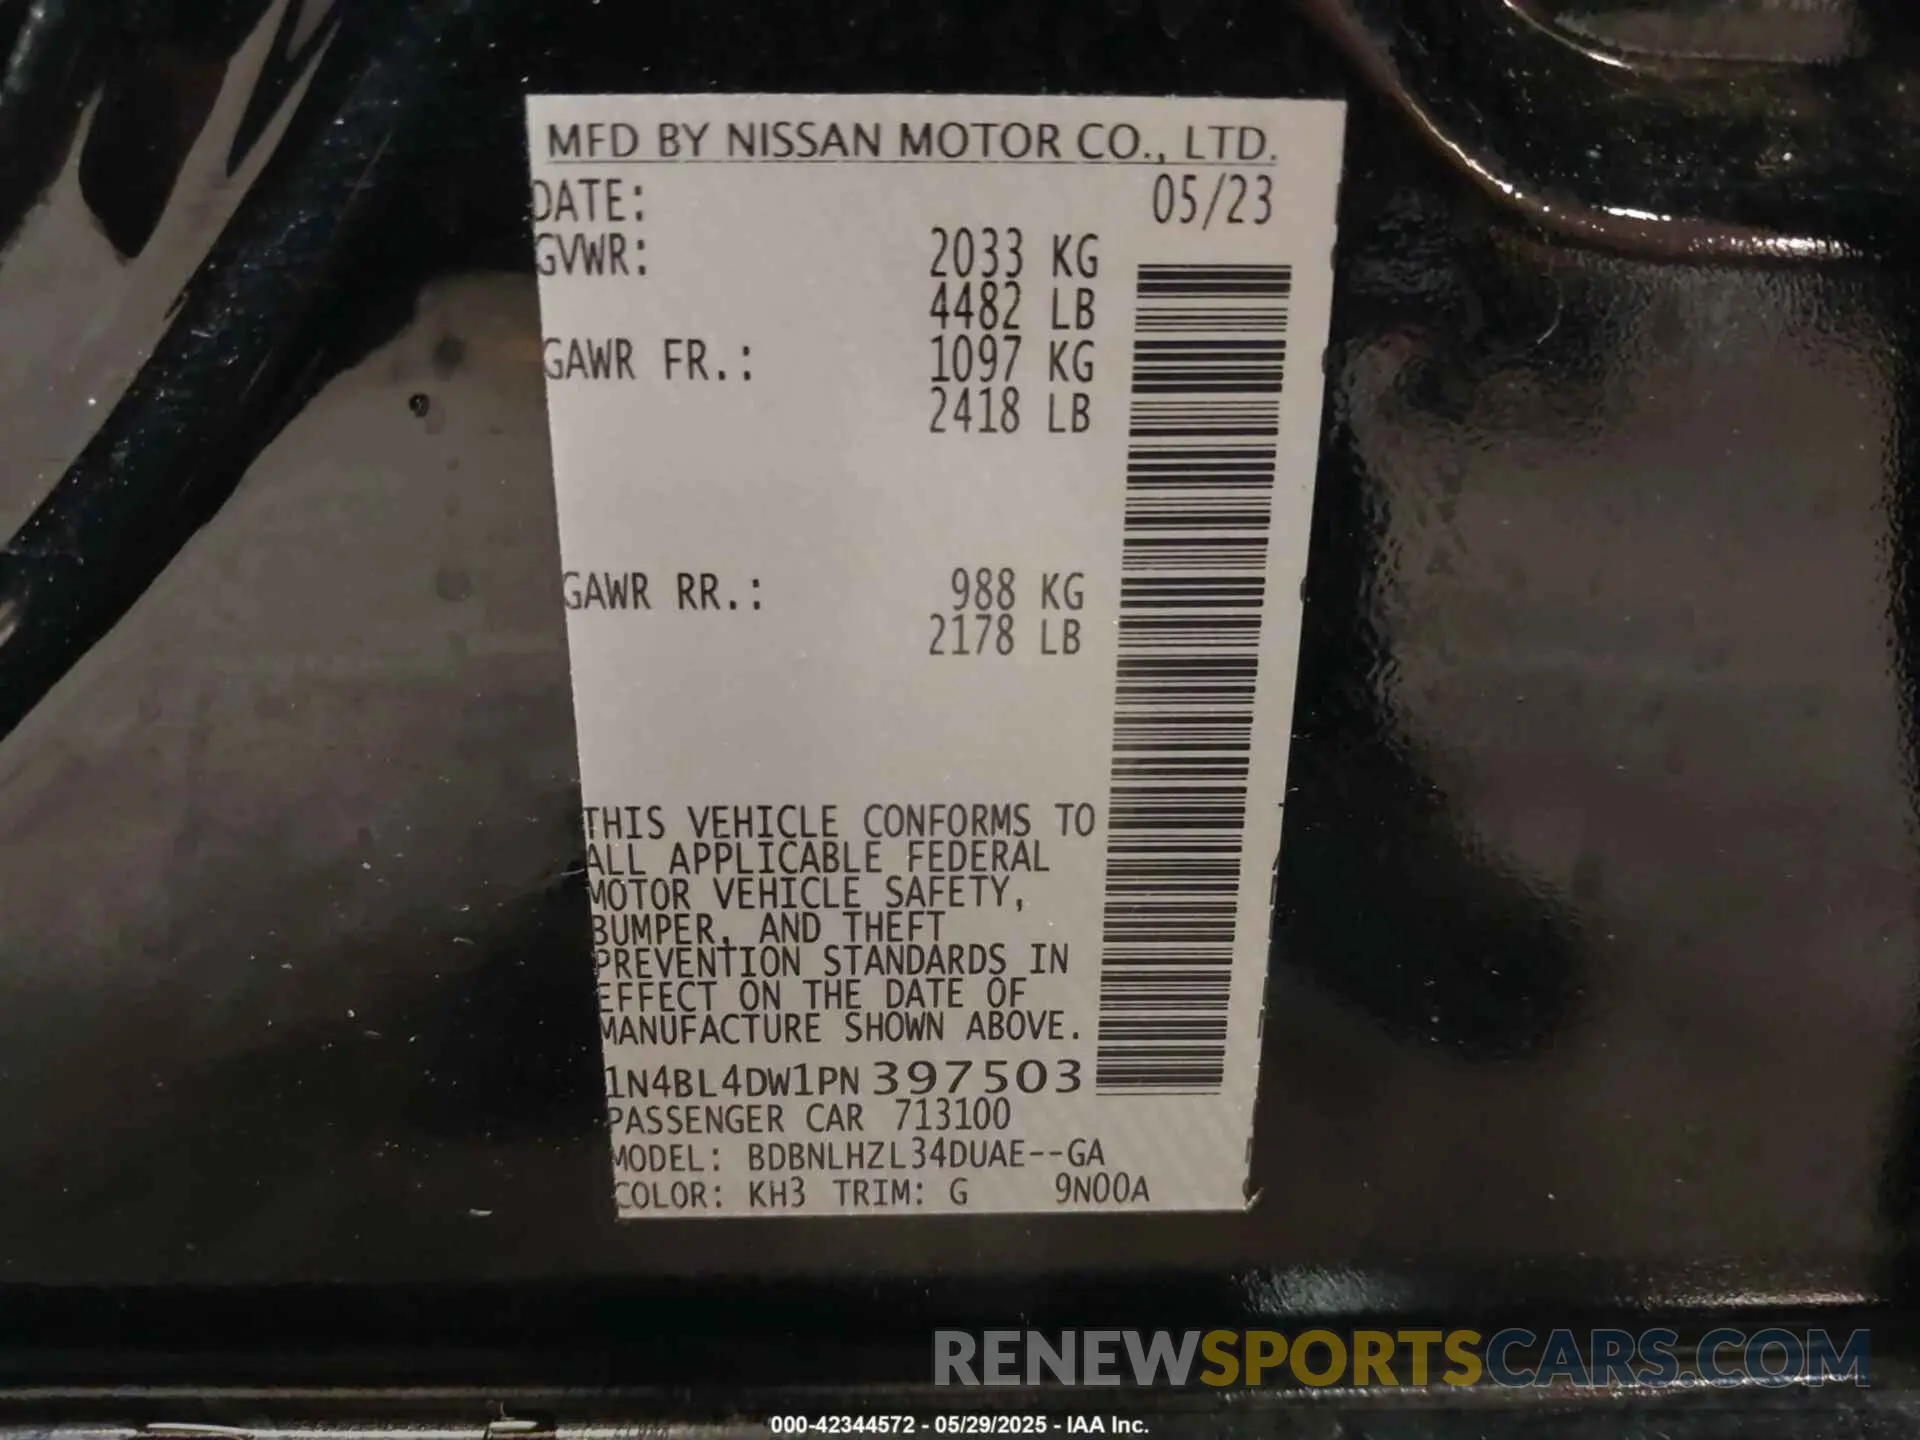 MFD BY NISSAN MOTOR CO., LTD.
DATE: 05/23
GVWR: 2033 KG
4482 LB
GAWR FR.: 1097 KG
2418 LB
GAWR RR.: 988 KG
2178 LB
THIS VEHICLE CONFORMS TO
ALL APPLICABLE FEDERAL
MOTOR VEHICLE SAFETY,
BUMPER, AND THEFT
PREVENTION STANDARDS IN
EFFECT ON THE DATE OF
MANUFACTURE SHOWN ABOVE.
1N4BL4DW1PN397503
PASSENGER CAR 713100
MODEL: BDBNLHZL34DUAE--GA
COLOR: KH3 TRIM: G 9N00A
RENEWSPORTSCARS.COM
000-42344572 - 05/29/2025 - IAA Inc.